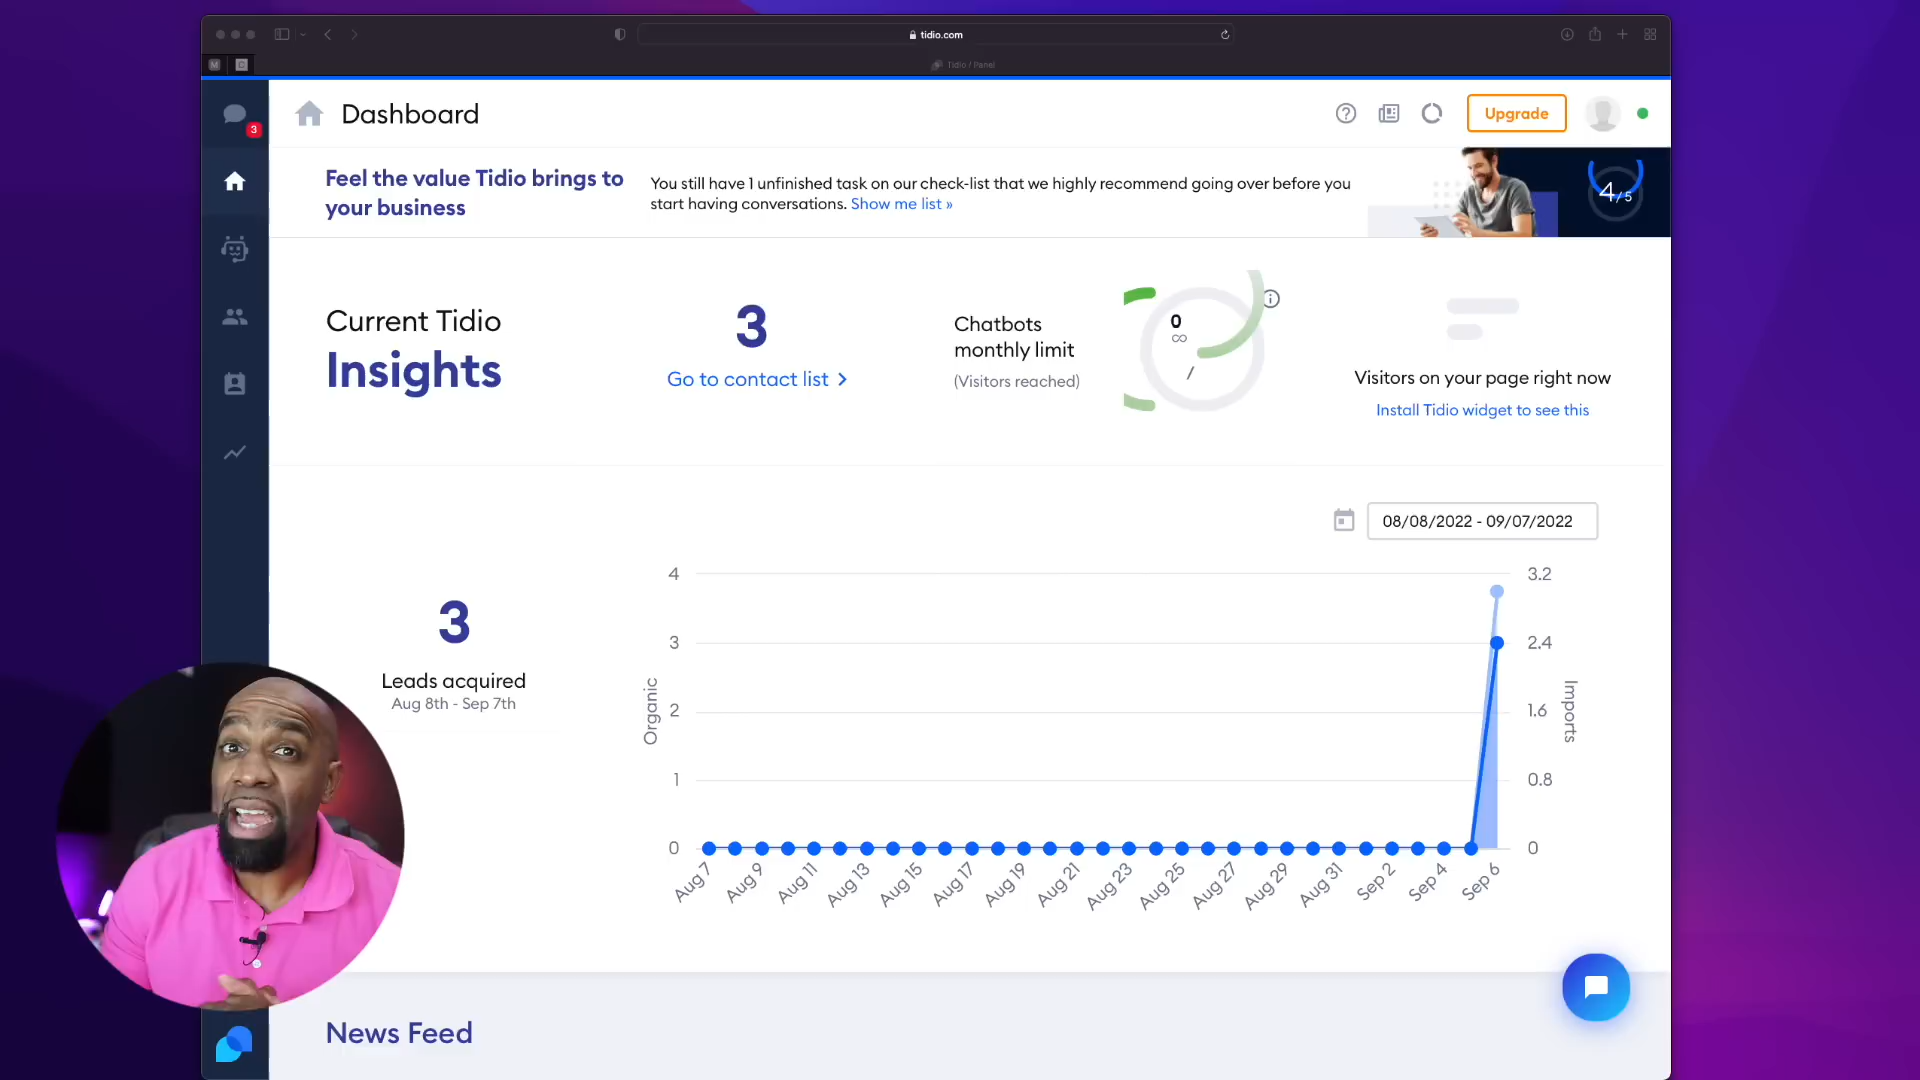 tidio.com
M
C
Tidio / Panel
3
Dashboard
Upgrade
Feel the value Tidio brings to
your business
You still have 1 unfinished task on our check-list that we highly recommend going over before you
start having conversations. Show me list »
4/5
Current Tidio
Insights
3
Go to contact list >
Chatbots
monthly limit
(Visitors reached)
0
∞
/
Visitors on your page right now
Install Tidio widget to see this
08/08/2022 - 09/07/2022
3
Leads acquired
Aug 8th - Sep 7th
Organic
4
3
2
1
0
3.2
2.4
1.6
0.8
0
Imports
Aug 7
Aug 9
Aug 11
Aug 13
Aug 15
Aug 17
Aug 19
Aug 21
Aug 23
Aug 25
Aug 27
Aug 29
Aug 31
Sep 2
Sep 4
Sep 6
News Feed